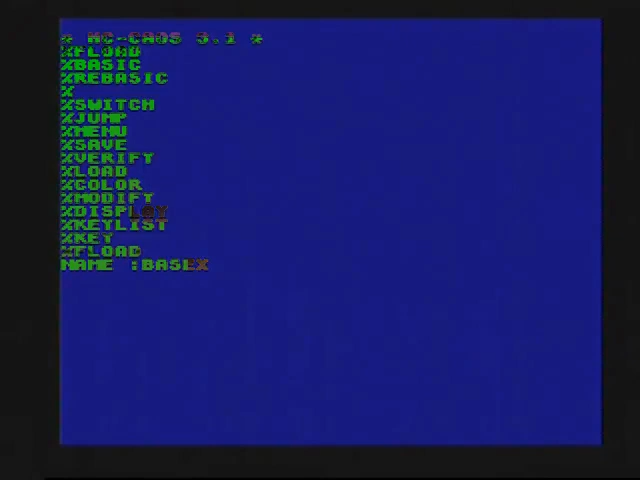 * HC-CAOS 3.1 *
%FLOAD
%BASIC
%REBASIC
%
%SWITCH
%JUMP
%MENU
%SAVE
%VERIFY
%LOAD
%COLOR
%MODIFY
%DISPLAY
%KEYLIST
%KEY
%FLOAD
NAME :BASEX